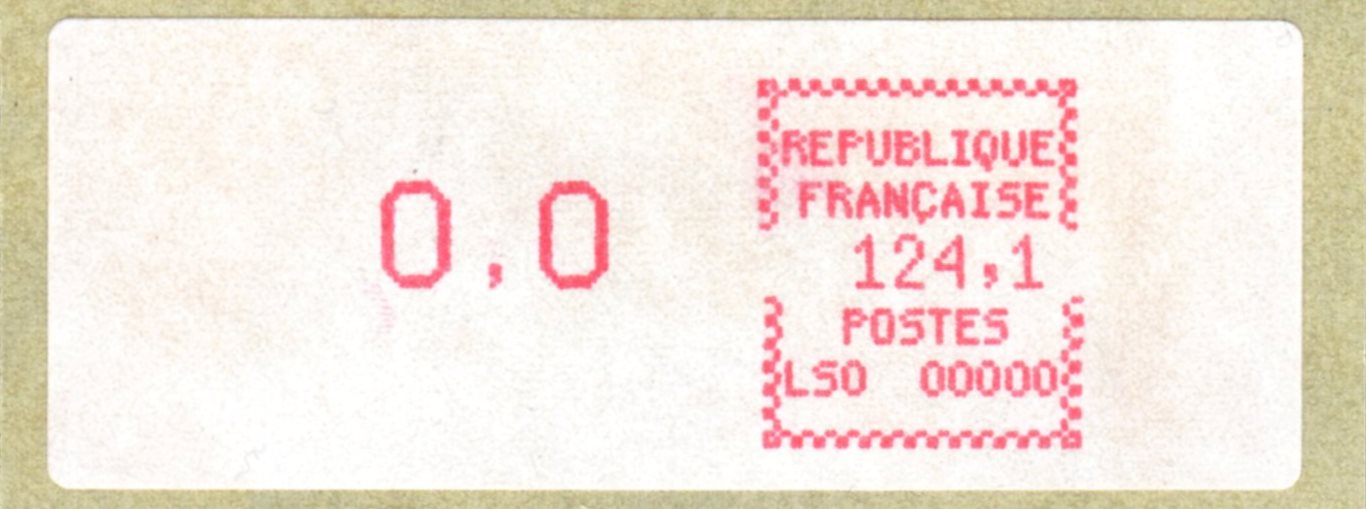 0,0
REPUBLIQUE
FRANÇAISE
124,1
POSTES
LSO 00000